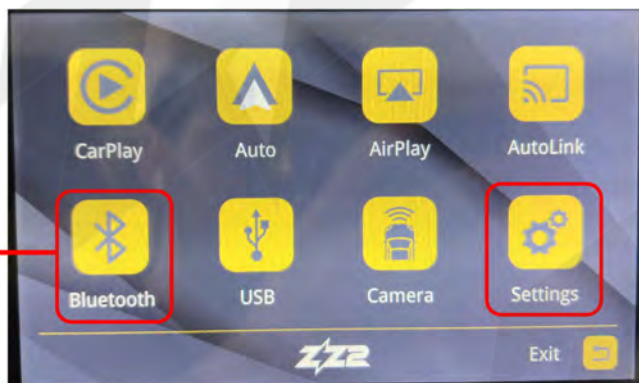 CarPlay Auto AirPlay AutoLink
Bluetooth USB Camera Settings
ZZ2 Exit